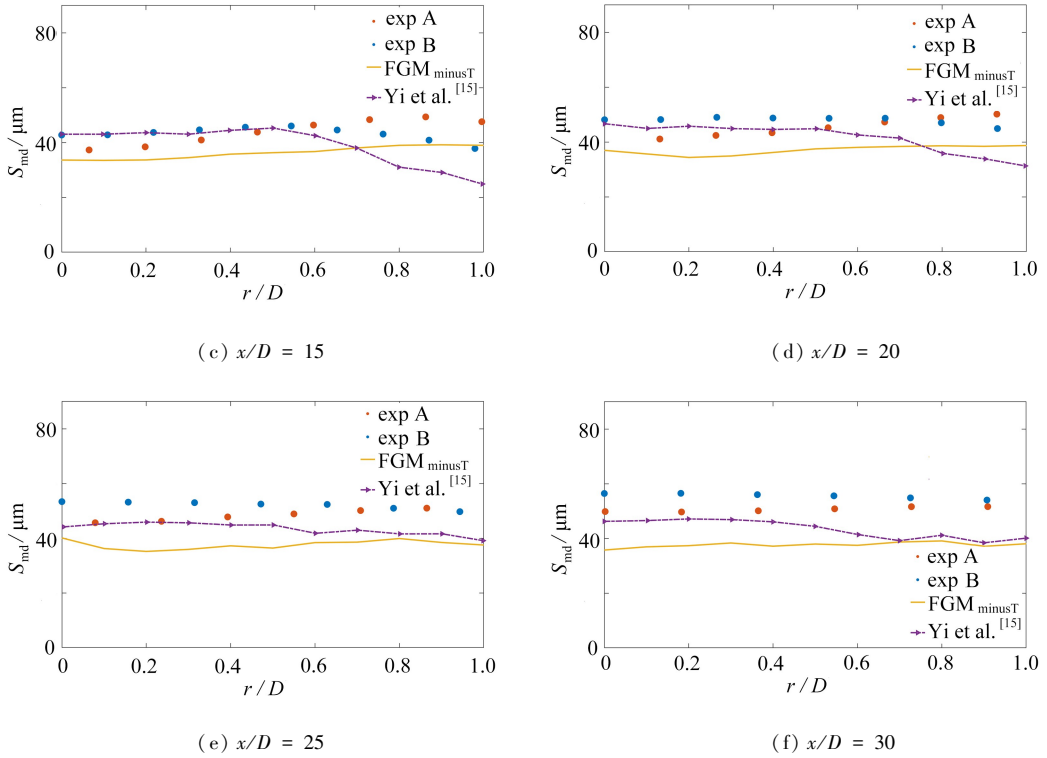 80
40
0
S_md / μm
exp A
exp B
FGM minusT
Yi et al. [15]
0 0.2 0.4 0.6 0.8 1.0
r / D
(c) x/D = 15
80
40
0
S_md / μm
exp A
exp B
FGM minusT
Yi et al. [15]
0 0.2 0.4 0.6 0.8 1.0
r / D
(d) x/D = 20
80
40
0
S_md / μm
exp A
exp B
FGM minusT
Yi et al. [15]
0 0.2 0.4 0.6 0.8 1.0
r / D
(e) x/D = 25
80
40
0
S_md / μm
exp A
exp B
FGM minusT
Yi et al. [15]
0 0.2 0.4 0.6 0.8 1.0
r / D
(f) x/D = 30